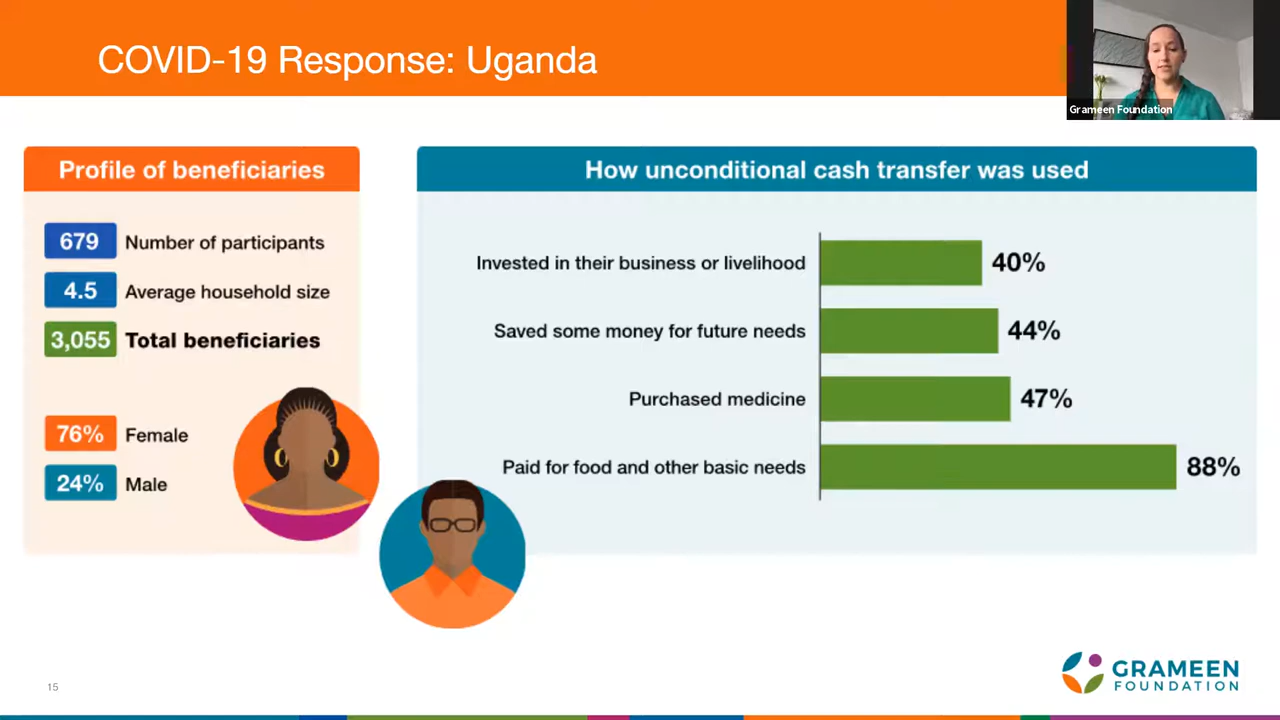 COVID-19 Response: Uganda
Grameen Foundation
Profile of beneficiaries
679 Number of participants
4.5 Average household size
3,055 Total beneficiaries
76% Female
24% Male
How unconditional cash transfer was used
Invested in their business or livelihood 40%
Saved some money for future needs 44%
Purchased medicine 47%
Paid for food and other basic needs 88%
15
GRAMEEN
FOUNDATION